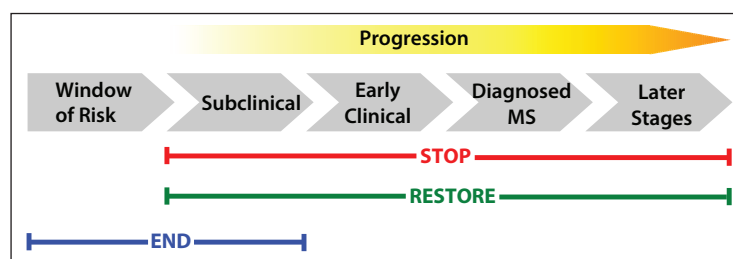 Progression
Window
of Risk
Subclinical
Early
Clinical
Diagnosed
MS
Later
Stages
STOP
RESTORE
END